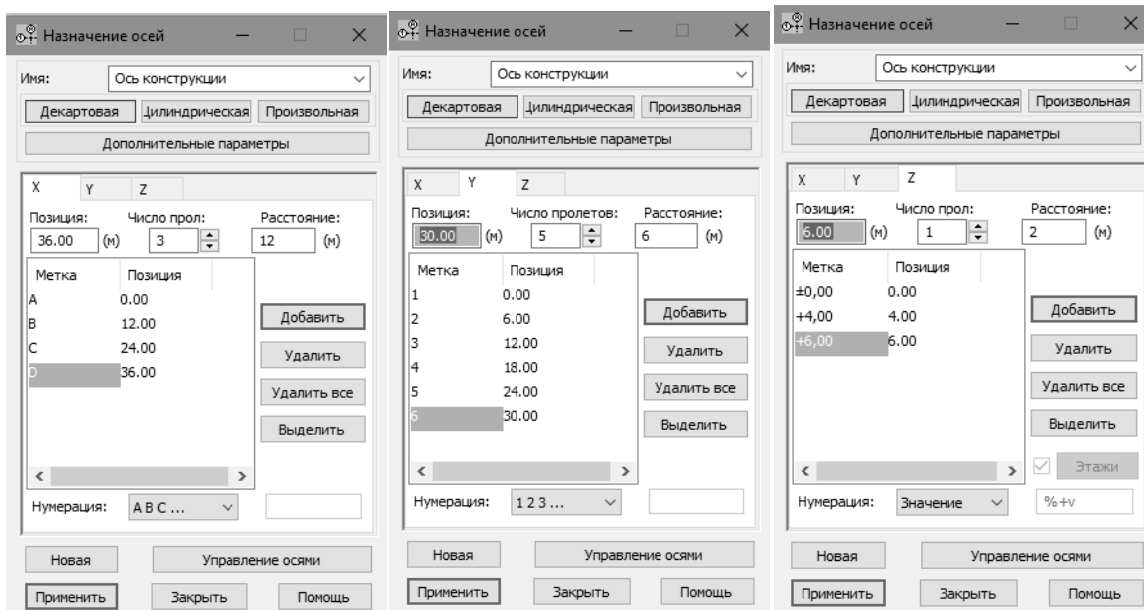 Назначение осей
Имя: Ось конструкции
Декартовая Цилиндрическая Произвольная
Дополнительные параметры
X Y Z
Позиция: Число прол: Расстояние:
36.00 (м) 3 12 (м)
Метка Позиция
A 0.00
B 12.00
C 24.00
D 36.00
Добавить
Удалить
Удалить все
Выделить
Нумерация: A B C ...
Новая Управление осями
Применить Закрыть Помощь
Назначение осей
Имя: Ось конструкции
Декартовая Цилиндрическая Произвольная
Дополнительные параметры
X Y Z
Позиция: Число пролетов: Расстояние:
30.00 (м) 5 6 (м)
Метка Позиция
1 0.00
2 6.00
3 12.00
4 18.00
5 24.00
6 30.00
Добавить
Удалить
Удалить все
Выделить
Нумерация: 1 2 3 ...
Новая Управление осями
Применить Закрыть Помощь
Назначение осей
Имя: Ось конструкции
Декартовая Цилиндрическая Произвольная
Дополнительные параметры
X Y Z
Позиция: Число прол: Расстояние:
6.00 (м) 1 2 (м)
Метка Позиция
±0,00 0.00
+4,00 4.00
+6,00 6.00
Добавить
Удалить
Удалить все
Выделить
Этажи
Нумерация: Значение %+v
Новая Управление осями
Применить Закрыть Помощь